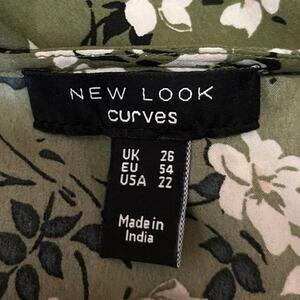 NEW LOOK
curves
UK 26
EU 54
USA 22
Made in
India